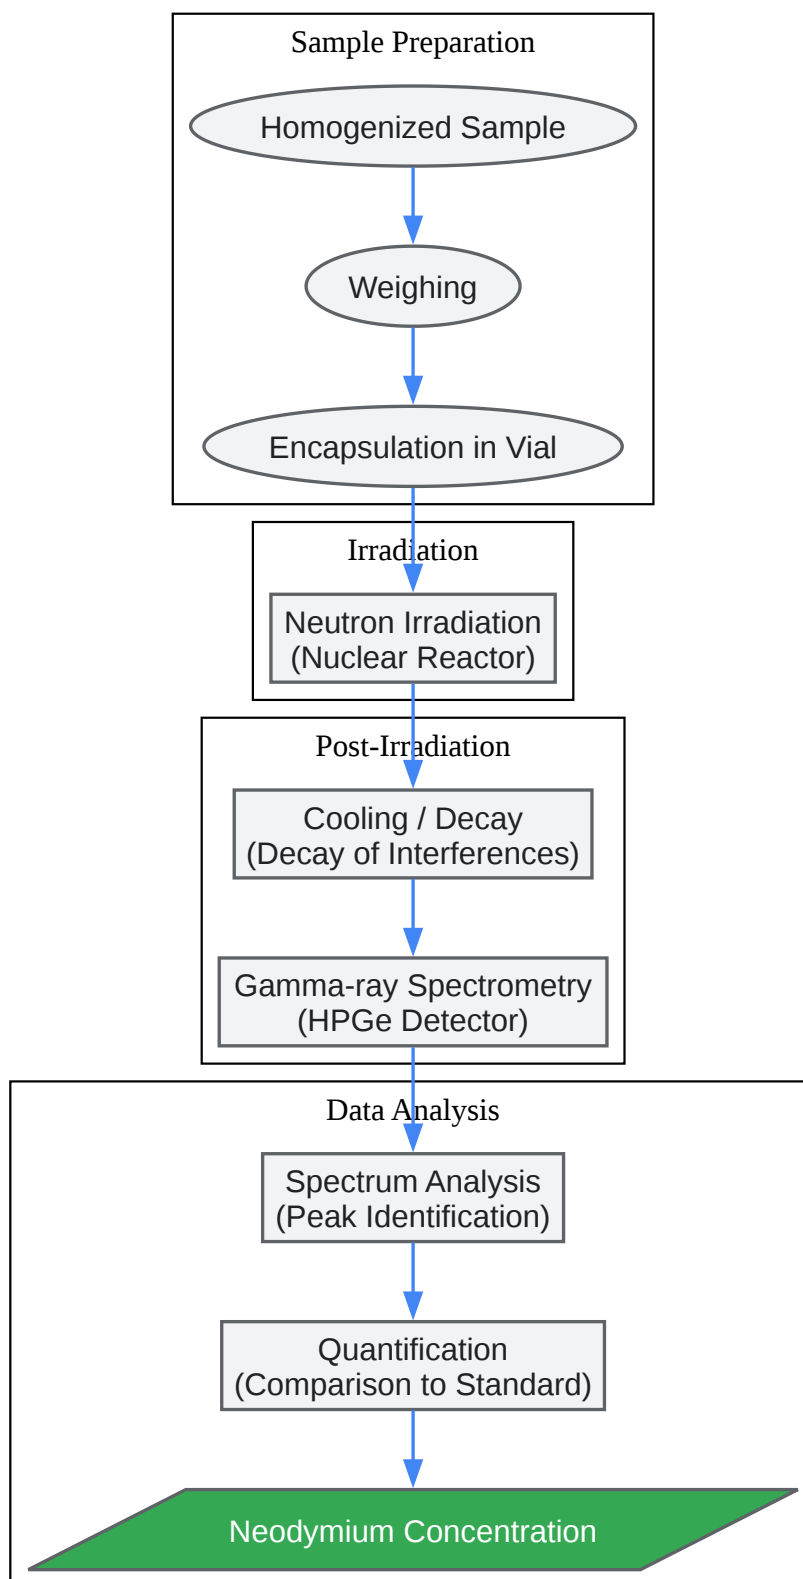 Sample Preparation
Homogenized Sample
Weighing
Encapsulation in Vial
Irradiation
Neutron Irradiation
(Nuclear Reactor)
Post-Irradiation
Cooling / Decay
(Decay of Interferences)
Gamma-ray Spectrometry
(HPGe Detector)
Data Analysis
Spectrum Analysis
(Peak Identification)
Quantification
(Comparison to Standard)
Neodymium Concentration